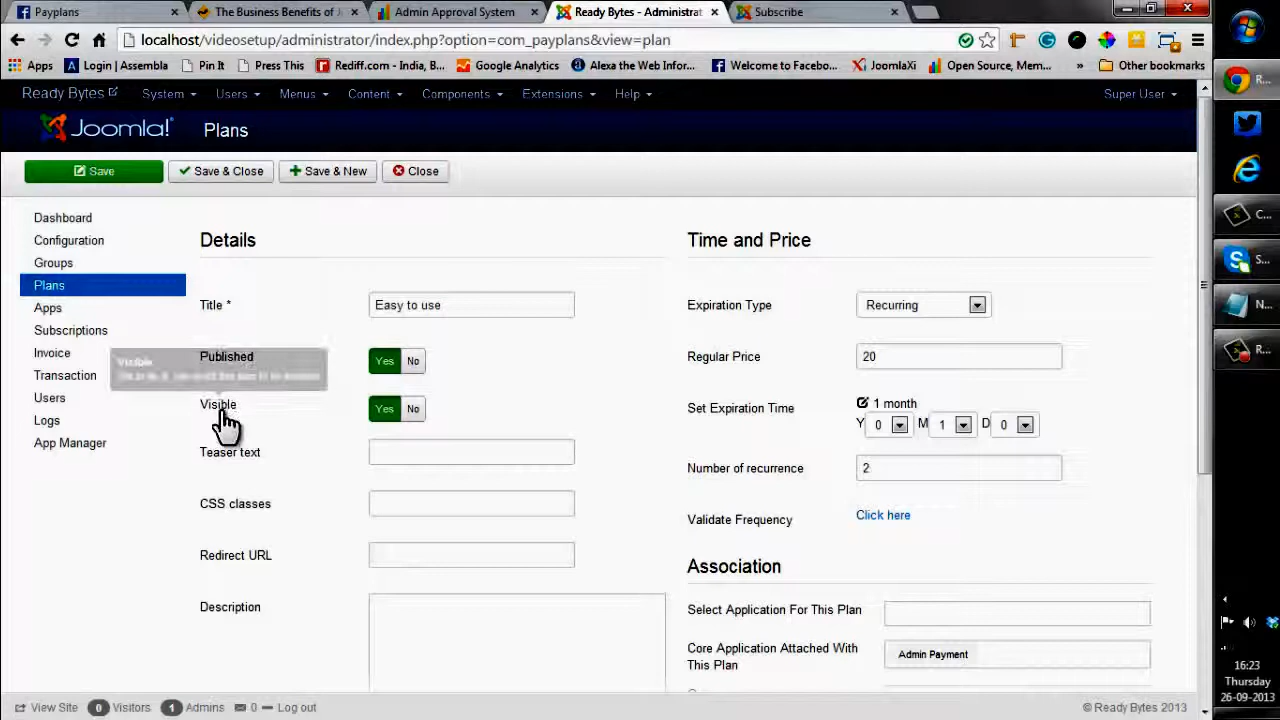 Payplans
The Business Benefits of J
Admin Approval System
Ready Bytes - Administrat
Subscribe
localhost/videosetup/administrator/index.php?option=com_payplans&view=plan
Apps
Login | Assembla
Pin It
Press This
Rediff.com - India, B...
Google Analytics
Alexa the Web Infor...
Welcome to Facebo...
JoomlaXi
Open Source, Mem...
»
Other bookmarks
Ready Bytes
System
Users
Menus
Content
Components
Extensions
Help
Super User
Joomla!
Plans
Save
Save & Close
Save & New
Close
Dashboard
Configuration
Groups
Plans
Apps
Subscriptions
Invoice
Transaction
Users
Logs
App Manager
Details
Title *
Easy to use
Published
Yes
No
Visible
Visible
Yes
No
Teaser text
CSS classes
Redirect URL
Description
Time and Price
Expiration Type
Recurring
Regular Price
20
Set Expiration Time
1 month
Y 0 M 1 D 0
Number of recurrence
2
Validate Frequency
Click here
Association
Select Application For This Plan
Core Application Attached With
This Plan
Admin Payment
View Site
0 Visitors
1 Admins
0
Log out
© Ready Bytes 2013
R...
C...
S...
N...
R...
16:23
Thursday
26-09-2013